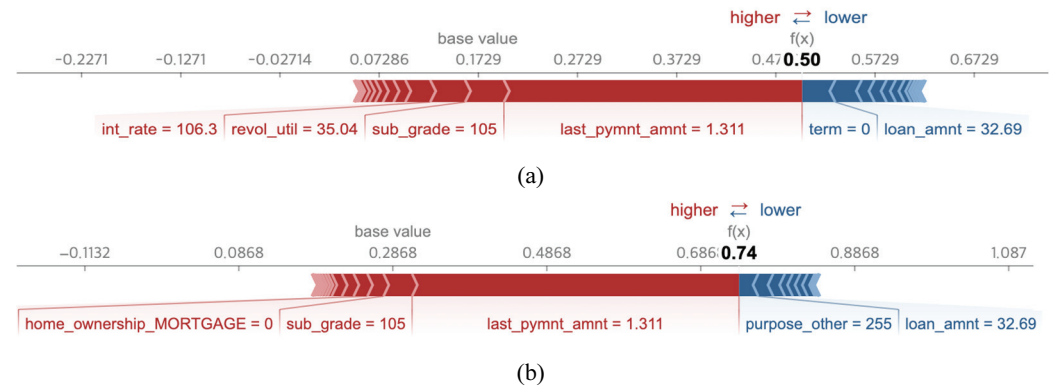 higher ⇄ lower
base value f(x)
−0.2271 −0.1271 −0.02714 0.07286 0.1729 0.2729 0.3729 0.47 0.50 0.5729 0.6729
int_rate = 106.3 revol_util = 35.04 sub_grade = 105 last_pymnt_amnt = 1.311 term = 0 loan_amnt = 32.69
(a)
higher ⇄ lower
base value f(x)
−0.1132 0.0868 0.2868 0.4868 0.686 0.74 0.8868 1.087
home_ownership_MORTGAGE = 0 sub_grade = 105 last_pymnt_amnt = 1.311 purpose_other = 255 loan_amnt = 32.69
(b)